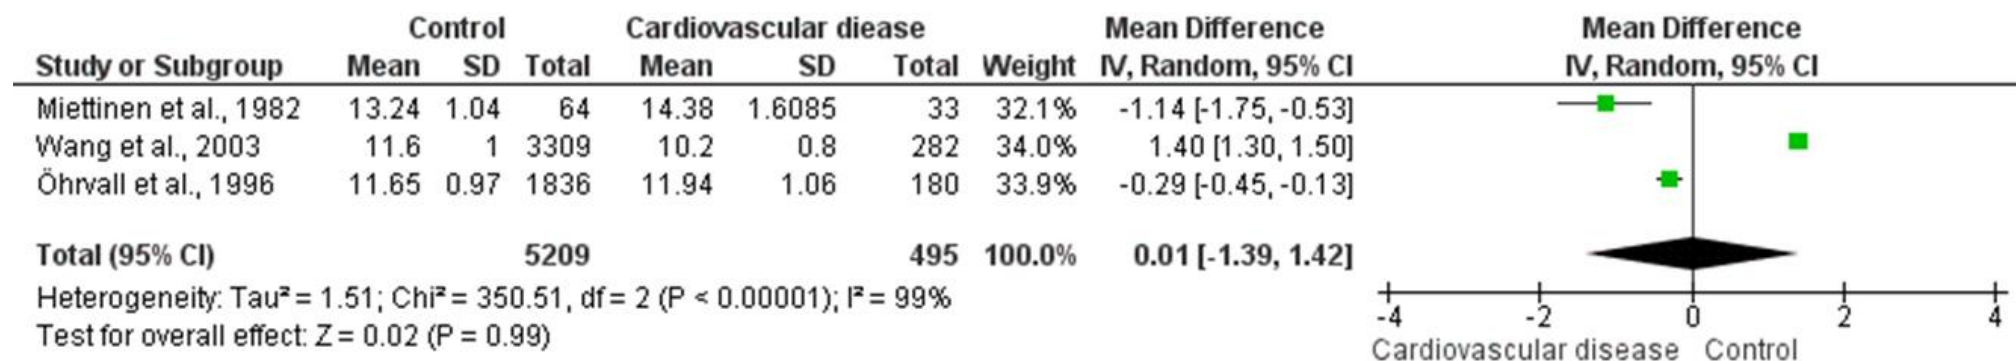 Control Cardiovascular diease Mean Difference Mean Difference
Study or Subgroup Mean SD Total Mean SD Total Weight IV, Random, 95% CI IV, Random, 95% CI
Miettinen et al., 1982 13.24 1.04 64 14.38 1.6085 33 32.1% -1.14 [-1.75, -0.53]
Wang et al., 2003 11.6 1 3309 10.2 0.8 282 34.0% 1.40 [1.30, 1.50]
Öhrvall et al., 1996 11.65 0.97 1836 11.94 1.06 180 33.9% -0.29 [-0.45, -0.13]
Total (95% CI) 5209 495 100.0% 0.01 [-1.39, 1.42]
Heterogeneity: Tau² = 1.51; Chi² = 350.51, df = 2 (P < 0.00001); I² = 99%
Test for overall effect: Z = 0.02 (P = 0.99)
-4 -2 0 2 4
Cardiovascular disease Control